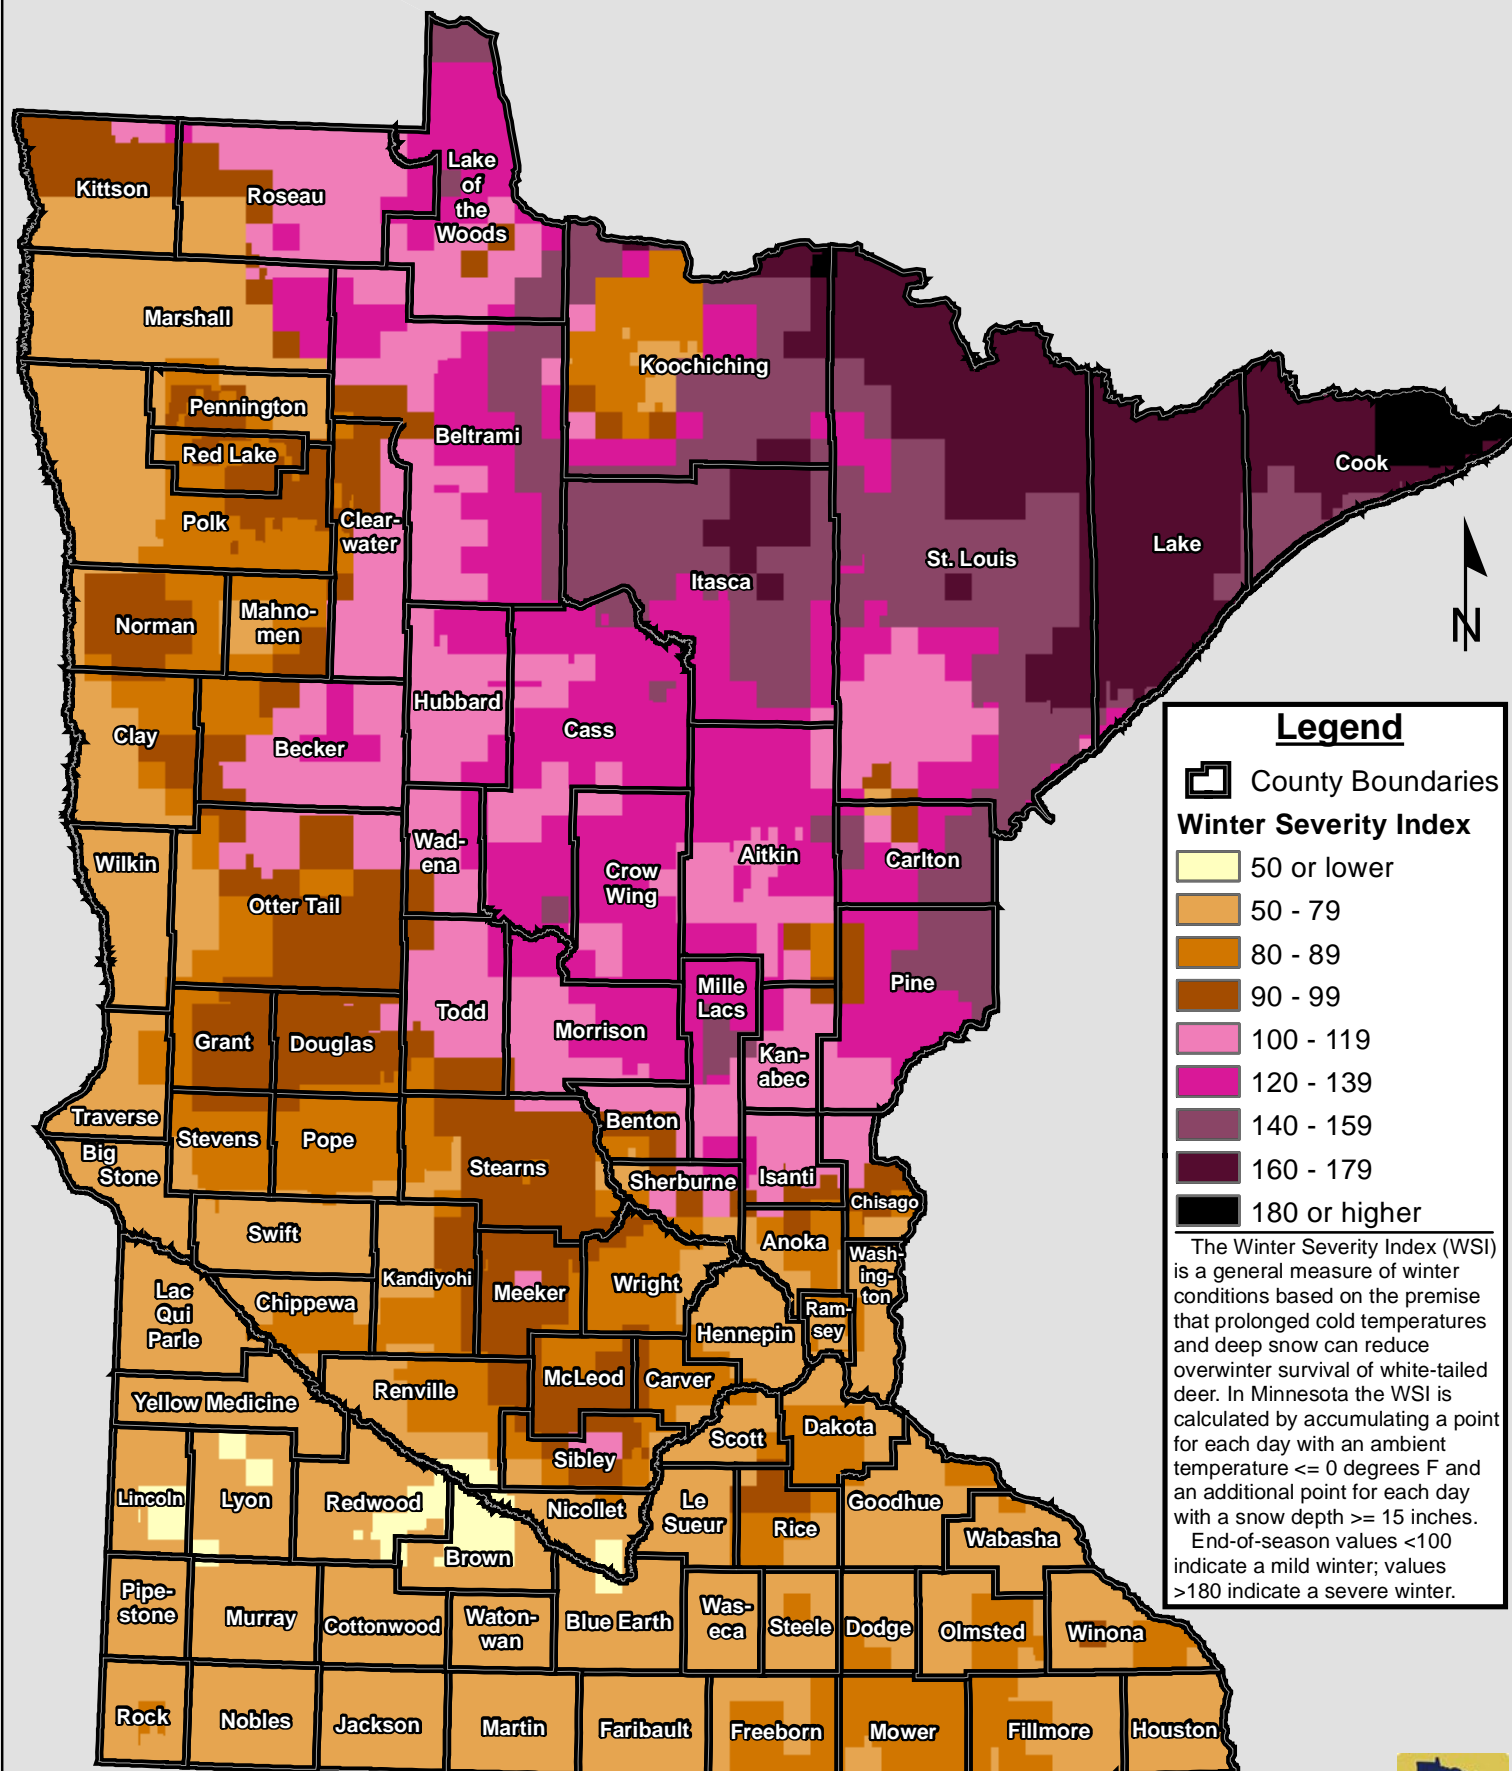 Kittson
Roseau
Lake
of
the
Woods
Marshall
Koochiching
Pennington
Beltrami
Red Lake
Cook
Polk
Clear-
water
St. Louis
Lake
Itasca
Norman
Mahno-
men
N
Hubbard
Cass
Clay
Becker
Wilkin
Wad-
ena
Crow
Wing
Aitkin
Carlton
Otter Tail
Pine
Mille
Lacs
Todd
Morrison
Grant
Douglas
Kan-
abec
Traverse
Stevens
Pope
Benton
Big
Stone
Stearns
Sherburne
Isanti
Chisago
Swift
Anoka
Wash-
ing-
ton
Kandiyohi
Meeker
Wright
Lac
Qui
Parle
Chippewa
Ram-
sey
Hennepin
McLeod
Carver
Renville
Yellow Medicine
Scott
Dakota
Sibley
Lincoln
Lyon
Redwood
Nicollet
Le
Sueur
Rice
Goodhue
Wabasha
Brown
Pipe-
stone
Murray
Cottonwood
Waton-
wan
Blue Earth
Was-
eca
Steele
Dodge
Olmsted
Winona
Rock
Nobles
Jackson
Martin
Faribault
Freeborn
Mower
Fillmore
Houston
Legend
County Boundaries
Winter Severity Index
50 or lower
50 - 79
80 - 89
90 - 99
100 - 119
120 - 139
140 - 159
160 - 179
180 or higher
The Winter Severity Index (WSI)
is a general measure of winter
conditions based on the premise
that prolonged cold temperatures
and deep snow can reduce
overwinter survival of white-tailed
deer. In Minnesota the WSI is
calculated by accumulating a point
for each day with an ambient
temperature <= 0 degrees F and
an additional point for each day
with a snow depth >= 15 inches.
End-of-season values <100
indicate a mild winter; values
>180 indicate a severe winter.